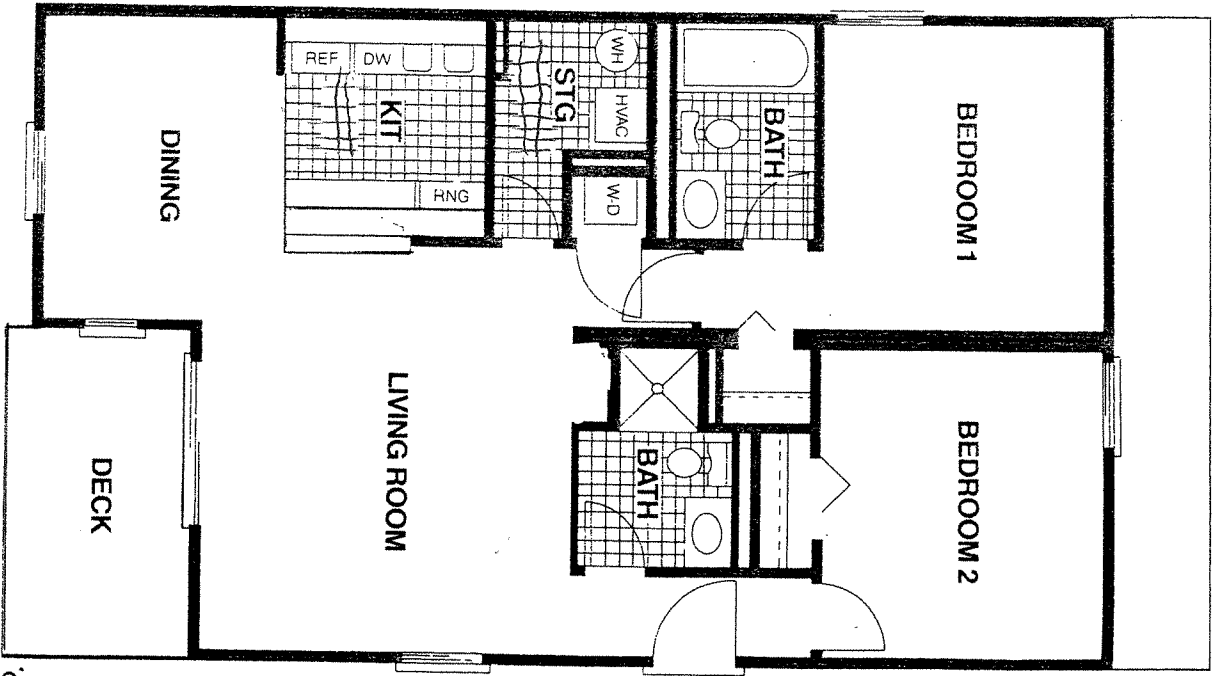 REF
DW
KIT
RNG
STG
WH
HVAC
W-D
BATH
BEDROOM 1
DINING
LIVING ROOM
BATH
BEDROOM 2
DECK